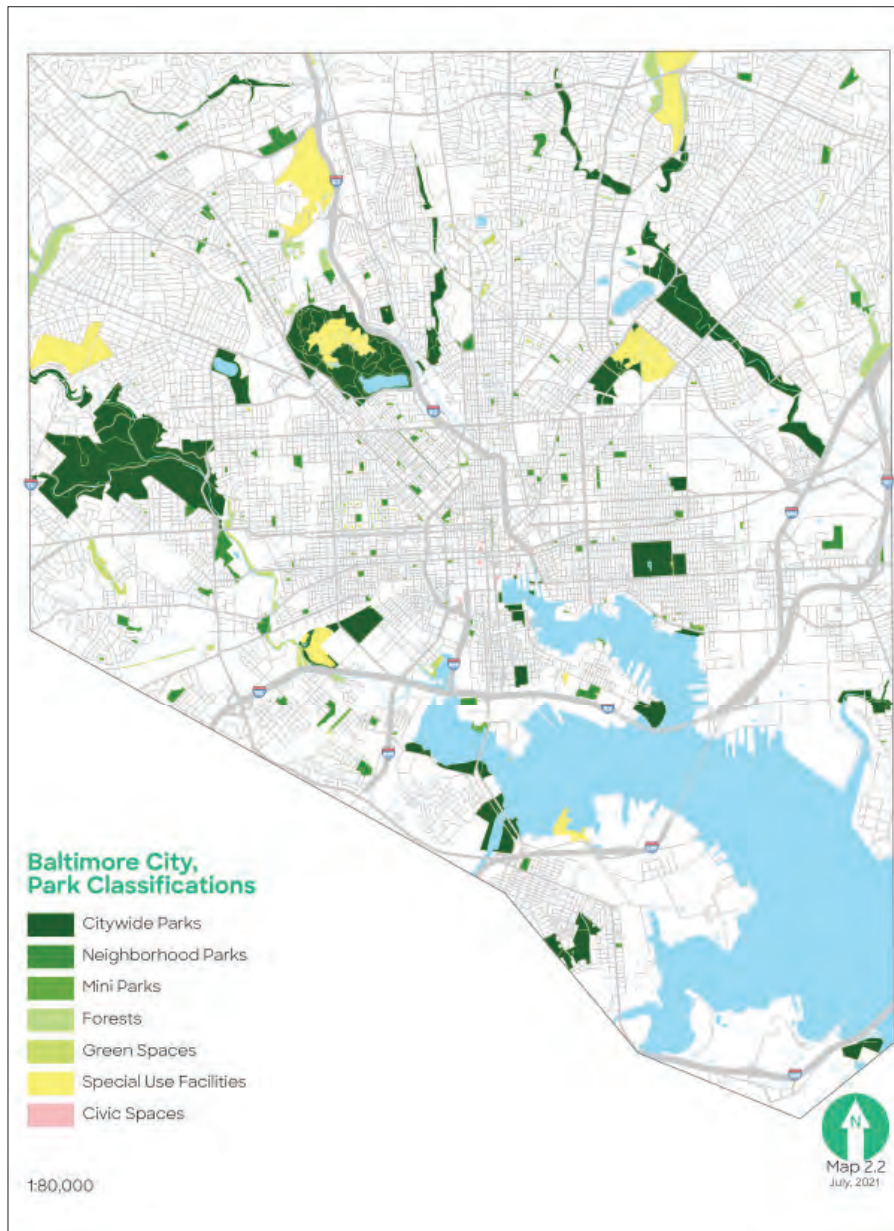 Baltimore City,
Park Classifications
Citywide Parks
Neighborhood Parks
Mini Parks
Forests
Green Spaces
Special Use Facilities
Civic Spaces
1:80,000
N
Map 2.2
July, 2021